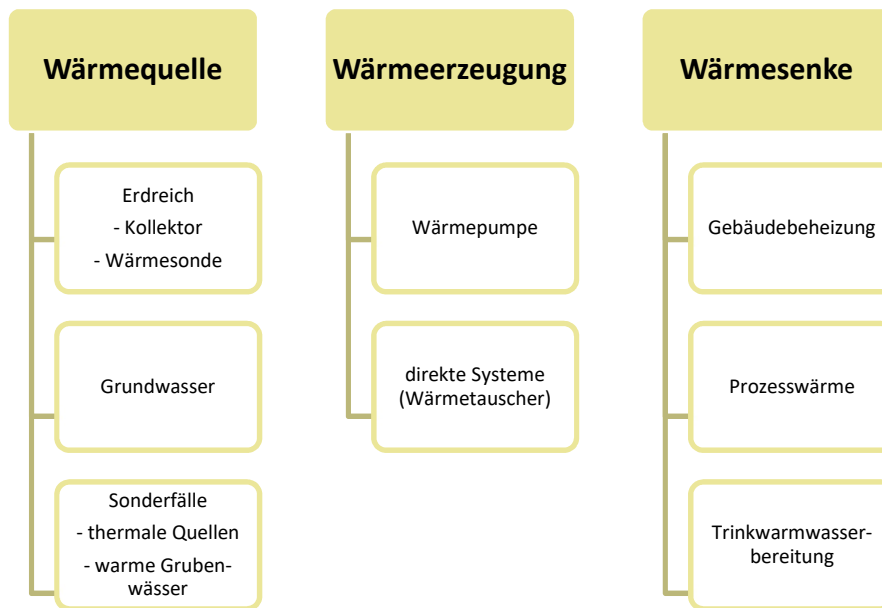 Wärmequelle
Erdreich
- Kollektor
- Wärmesonde
Grundwasser
Sonderfälle
- thermale Quellen
- warme Gruben-
wässer
Wärmeerzeugung
Wärmepumpe
direkte Systeme
(Wärmetauscher)
Wärmesenke
Gebäudebeheizung
Prozesswärme
Trinkwarmwasser-
bereitung